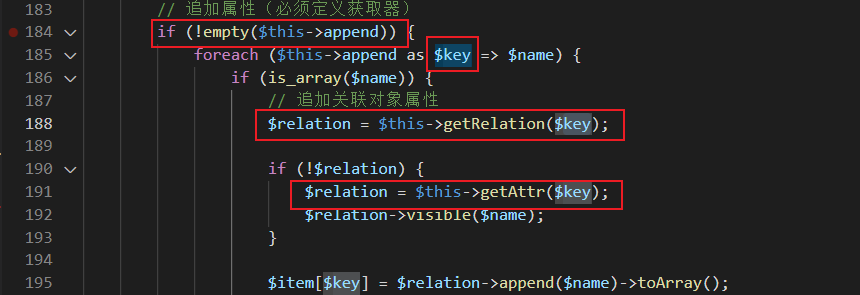 183 // 追加属性（必须定义获取器）
184 if (!empty($this->append)) {
185 foreach ($this->append as $key => $name) {
186 if (is_array($name)) {
187 // 追加关联对象属性
188 $relation = $this->getRelation($key);
189
190 if (!$relation) {
191 $relation = $this->getAttr($key);
192 $relation->visible($name);
193 }
194
195 $item[$key] = $relation->append($name)->toArray();